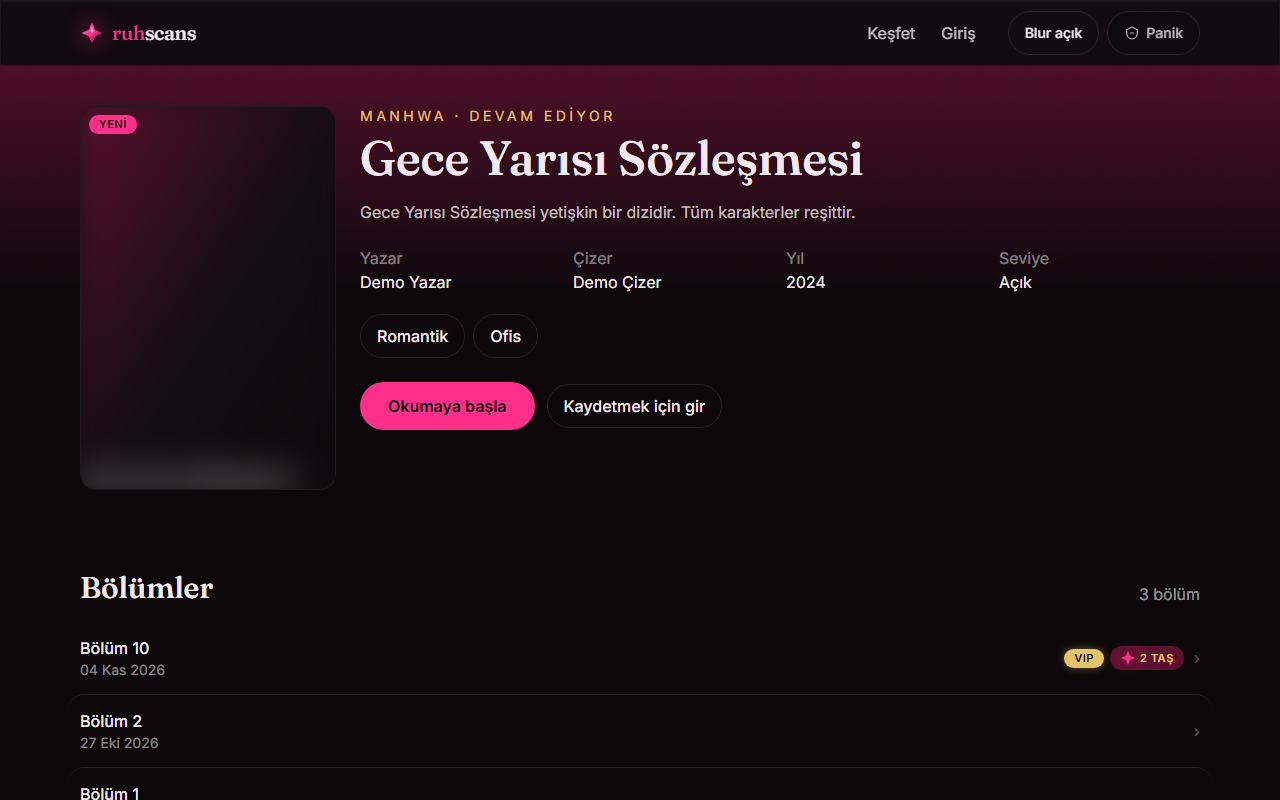 ruhscans
Keşfet
Giriş
Blur açık
Panik
YENİ
MANHWA · DEVAM EDİYOR
Gece Yarısı Sözleşmesi
Gece Yarısı Sözleşmesi yetişkin bir dizidir. Tüm karakterler reşittir.
Yazar
Demo Yazar
Çizer
Demo Çizer
Yıl
2024
Seviye
Açık
Romantik
Ofis
Okumaya başla
Kaydetmek için gir
Bölümler
3 bölüm
Bölüm 10
04 Kas 2026
VIP
2 TAŞ
Bölüm 2
27 Eki 2026
Bölüm 1